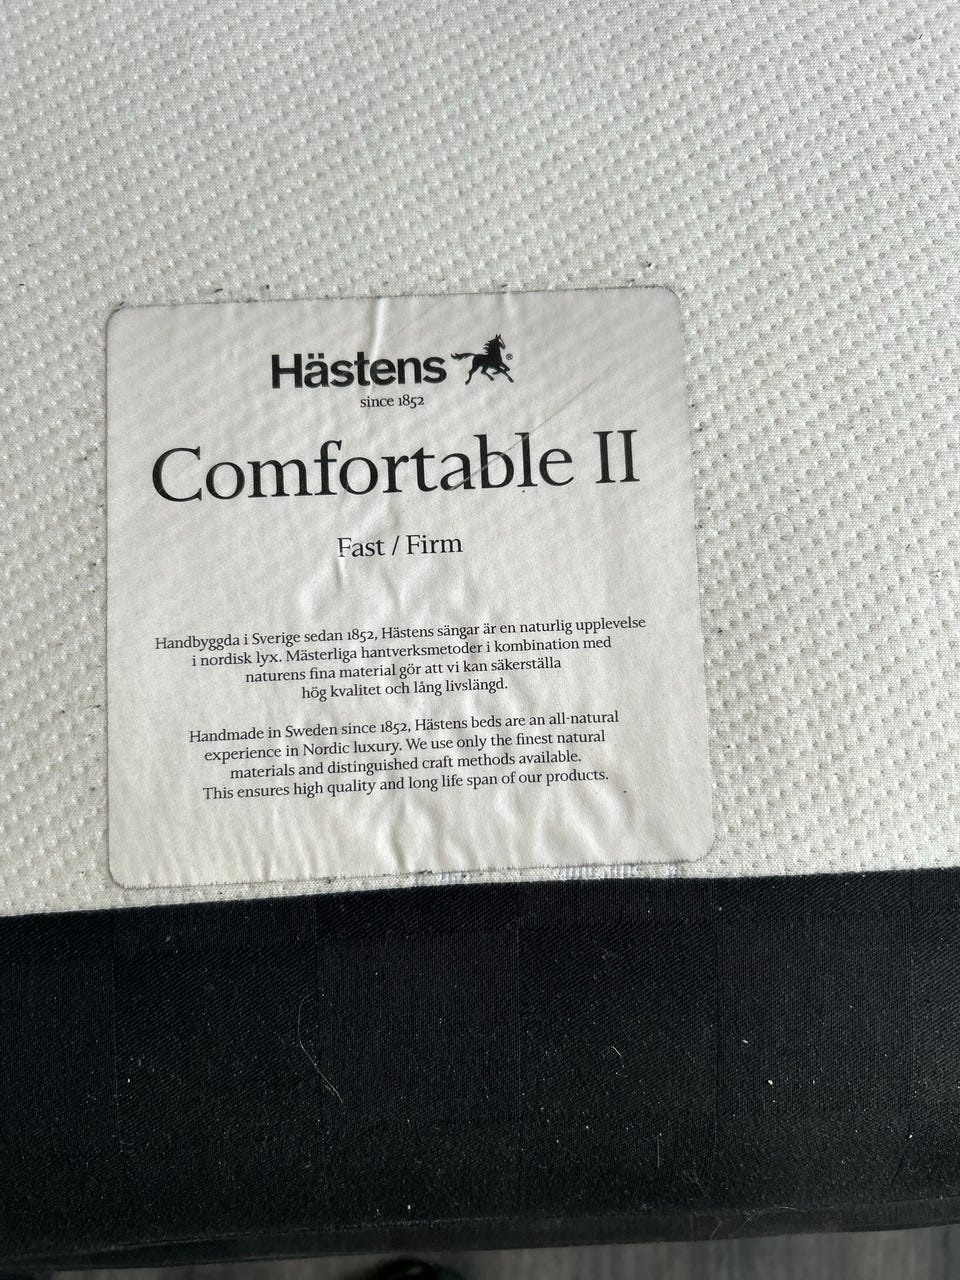 Hästens ®
since 1852
Comfortable II
Fast / Firm
Handbyggda i Sverige sedan 1852, Hästens sängar är en naturlig upplevelse
i nordisk lyx. Mästerliga hantverksmetoder i kombination med
naturens fina material gör att vi kan säkerställa
hög kvalitet och lång livslängd.
Handmade in Sweden since 1852, Hästens beds are an all-natural
experience in Nordic luxury. We use only the finest natural
materials and distinguished craft methods available.
This ensures high quality and long life span of our products.